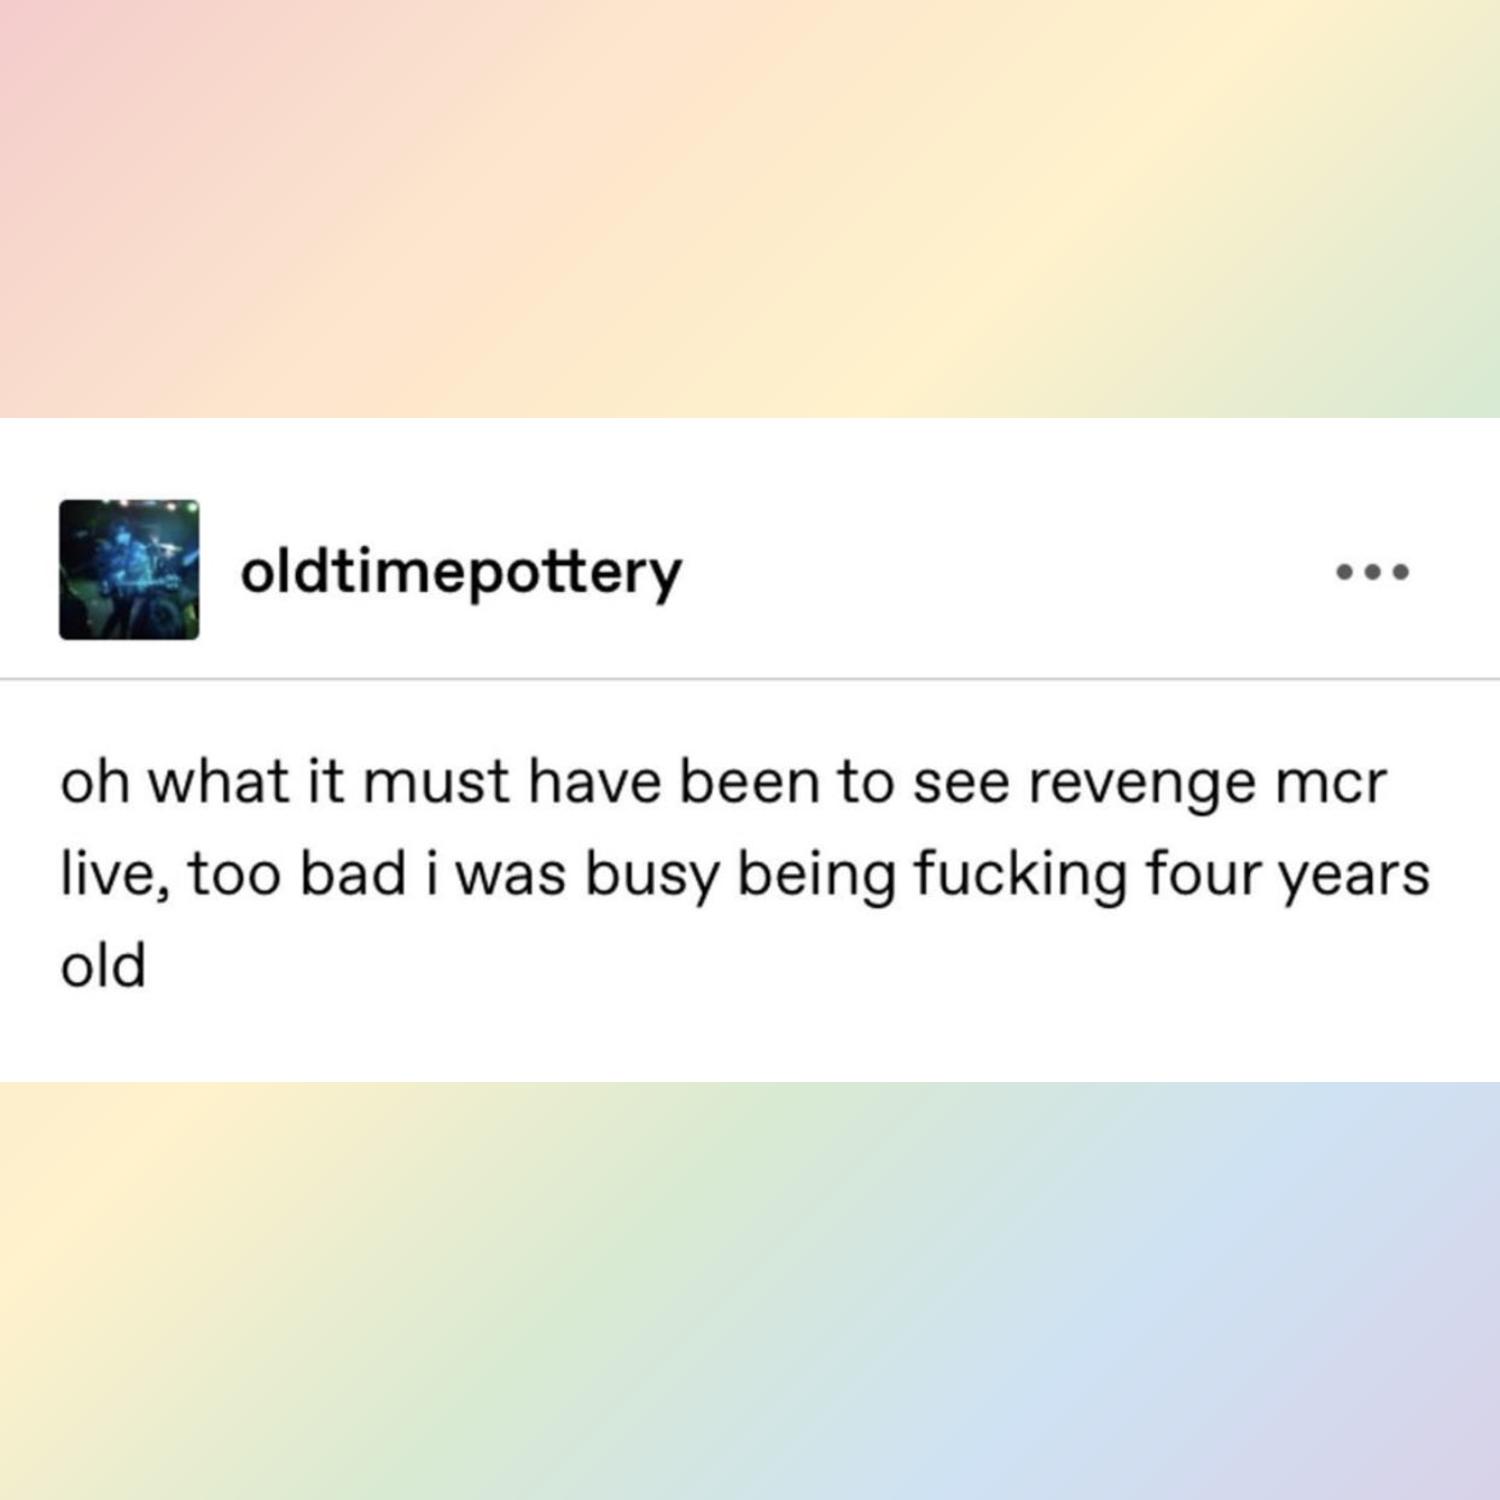 oldtimepottery
oh what it must have been to see revenge mcr
live, too bad i was busy being fucking four years
old